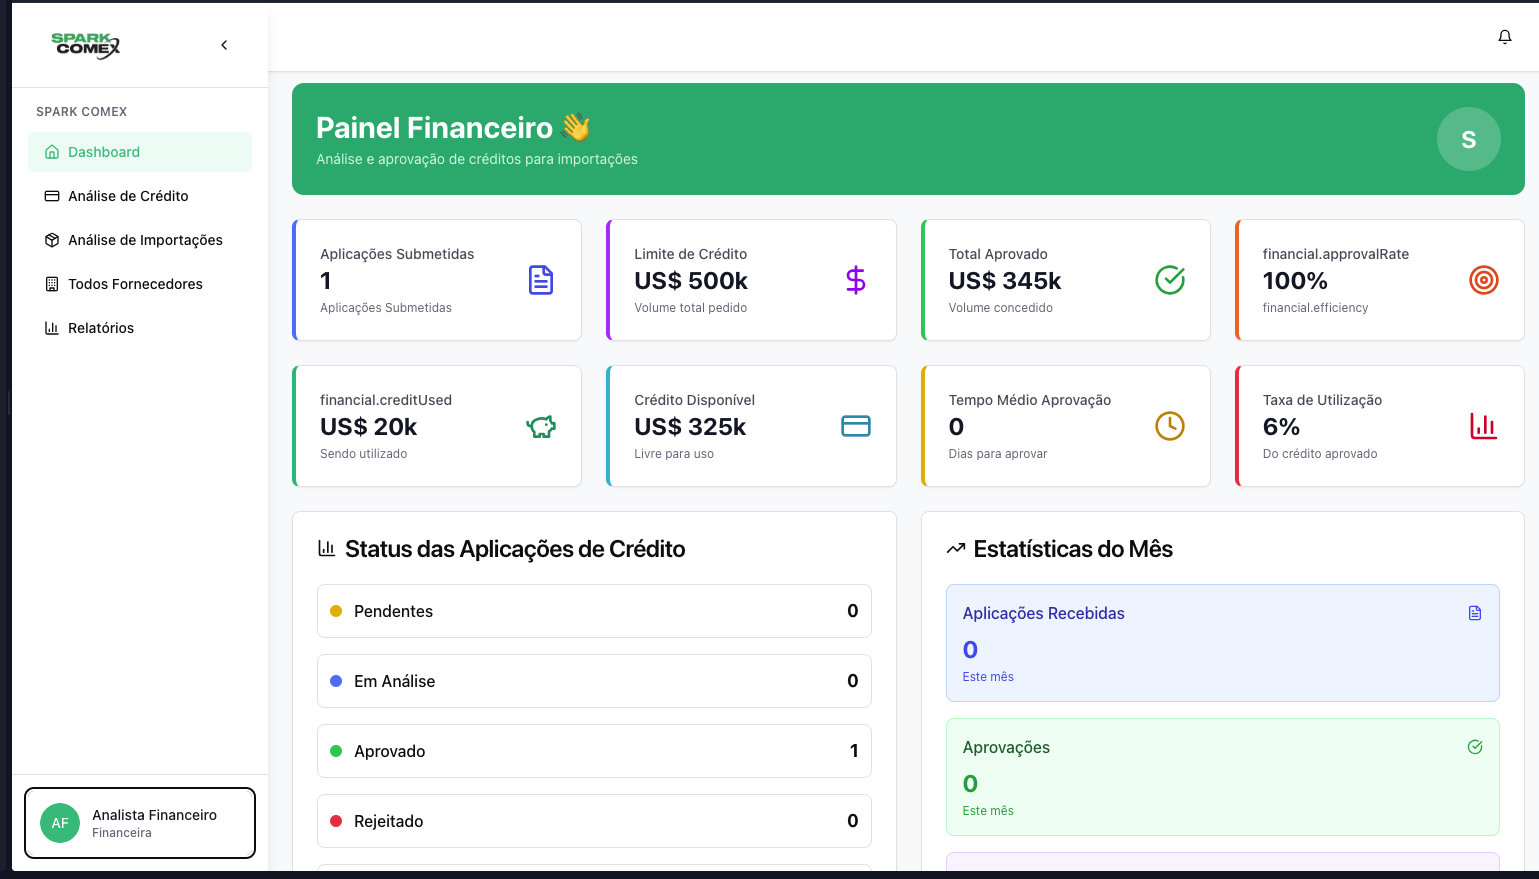 SPARK
COMEX
SPARK COMEX
Dashboard
Análise de Crédito
Análise de Importações
Todos Fornecedores
Relatórios
AF
Analista Financeiro
Financeira
Painel Financeiro 👋
Análise e aprovação de créditos para importações
S
Aplicações Submetidas
1
Aplicações Submetidas
Limite de Crédito
US$ 500k
Volume total pedido
Total Aprovado
US$ 345k
Volume concedido
financial.approvalRate
100%
financial.efficiency
financial.creditUsed
US$ 20k
Sendo utilizado
Crédito Disponível
US$ 325k
Livre para uso
Tempo Médio Aprovação
0
Dias para aprovar
Taxa de Utilização
6%
Do crédito aprovado
Status das Aplicações de Crédito
Pendentes 0
Em Análise 0
Aprovado 1
Rejeitado 0
Estatísticas do Mês
Aplicações Recebidas
0
Este mês
Aprovações
0
Este mês